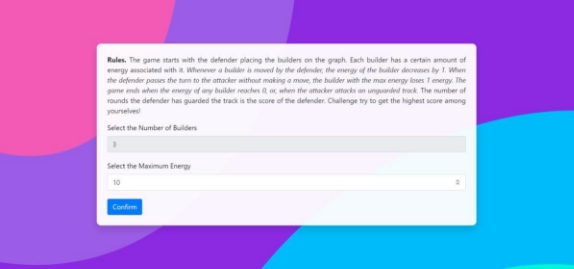 Rules. The game starts with the defender placing the builders on the graph. Each builder has a certain amount of
energy associated with it. Whenever a builder is moved by the defender, the energy of the builder decreases by 1. When
the defender passes the turn to the attacker without making a move, the builder with the max energy loses 1 energy. The
game ends when the energy of any builder reaches 0, or, when the attacker attacks an unguarded track. The number of
rounds the defender has guarded the track is the score of the defender. Challenge try to get the highest score among
yourselves!
Select the Number of Builders
3
Select the Maximum Energy
10
Confirm